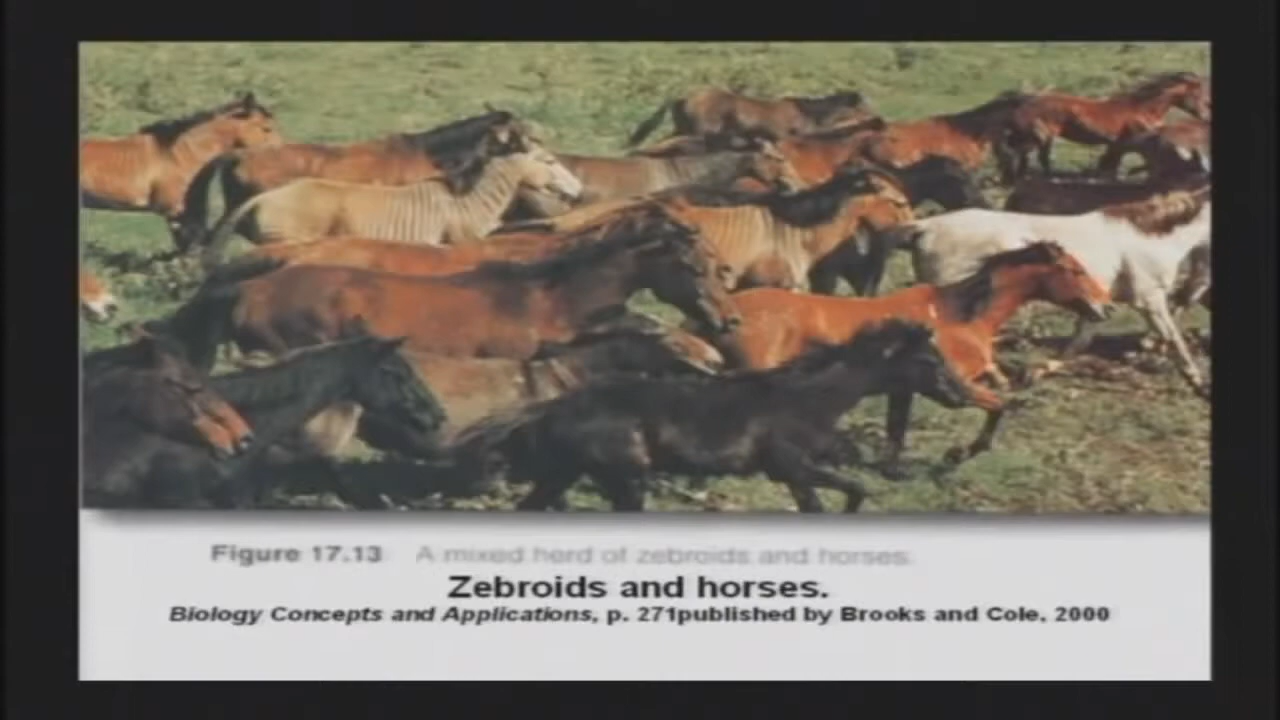 Figure 17.13 A mixed herd of zebroids and horses.
Zebroids and horses.
Biology Concepts and Applications, p. 271published by Brooks and Cole, 2000